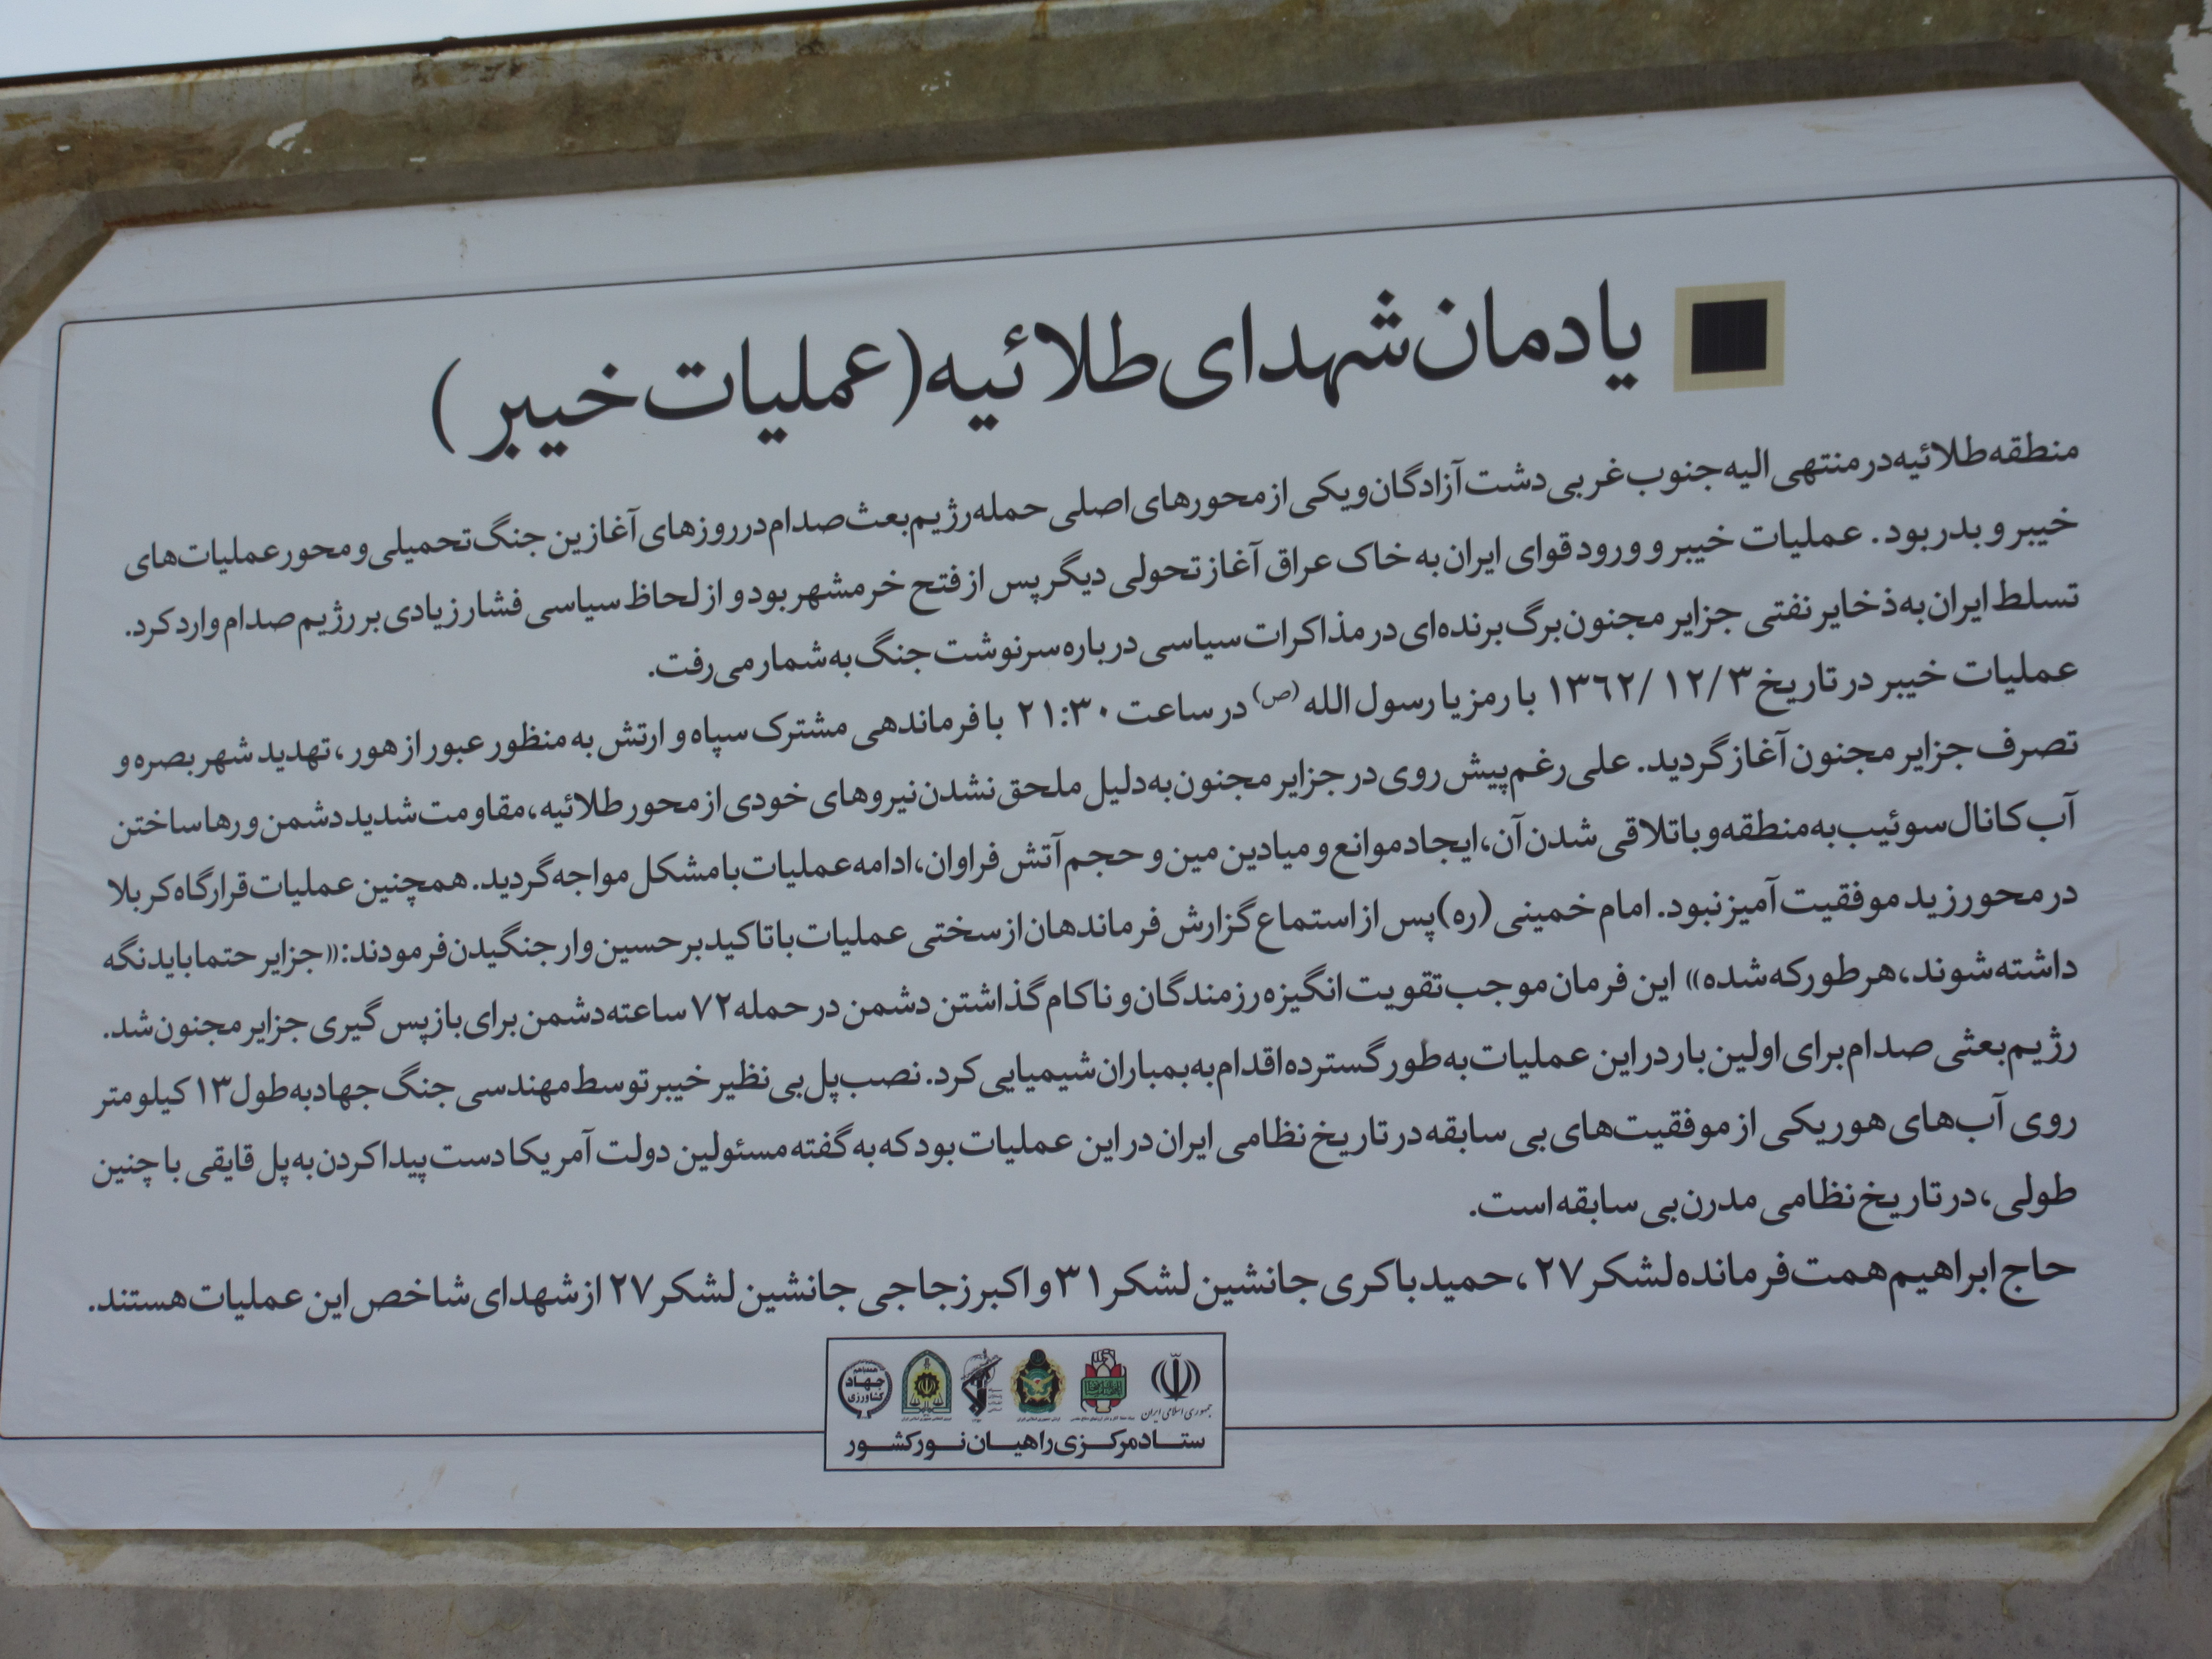 یادمان شهدای طلائیه (عملیات خیبر)
منطقه طلائیه در منتهی الیه جنوب غربی دشت آزادگان و یکی از محورهای اصلی حمله رژیم بعث صدام در روزهای آغازین جنگ تحمیلی و محور عملیات‌های
خیبر و بدر بود. عملیات خیبر و ورود قوای ایران به خاک عراق آغاز تحولی دیگر پس از فتح خرمشهر بود و از لحاظ سیاسی فشار زیادی بر رژیم صدام وارد کرد.
تسلط ایران به ذخایر نفتی جزایر مجنون برگ برنده‌ای در مذاکرات سیاسی درباره سرنوشت جنگ به شمار می رفت.
عملیات خیبر در تاریخ ۱۳۶۲/ ۱۲/۳ با رمز یا رسول الله (ص) در ساعت ۲۱:۳۰ با فرماندهی مشترک سپاه و ارتش به منظور عبور از هور، تهدید شهر بصره و
تصرف جزایر مجنون آغاز گردید. علی رغم پیش روی در جزایر مجنون به دلیل ملحق نشدن نیروهای خودی از محور طلائیه، مقاومت شدید دشمن و رها ساختن
آب کانال سوئیب به منطقه و باتلاقی شدن آن، ایجاد موانع و میادین مین و حجم آتش فراوان، ادامه عملیات با مشکل مواجه گردید. همچنین عملیات قرارگاه کربلا
در محور زید موفقیت آمیز نبود. امام خمینی (ره) پس از استماع گزارش فرماندهان از سختی عملیات با تاکید بر حسین وار جنگیدن فرمودند: «جزایر حتما باید نگه
داشته شوند، هر طور که شده» این فرمان موجب تقویت انگیزه رزمندگان و ناکام گذاشتن دشمن در حمله ۷۲ ساعته دشمن برای بازپس گیری جزایر مجنون شد.
رژیم بعثی صدام برای اولین بار در این عملیات به طور گسترده اقدام به بمباران شیمیایی کرد. نصب پل بی نظیر خیبر توسط مهندسی جنگ جهاد به طول ۱۳ کیلومتر
روی آب‌های هور یکی از موفقیت‌های بی سابقه در تاریخ نظامی ایران در این عملیات بود که به گفته مسئولین دولت آمریکا دست پیدا کردن به پل قایقی با چنین
طولی، در تاریخ نظامی مدرن بی سابقه است.
حاج ابراهیم همت فرمانده لشکر ۲۷، حمید باکری جانشین لشکر ۳۱ و اکبر زجاجی جانشین لشکر ۲۷ از شهدای شاخص این عملیات هستند.
جمهوری اسلامی ایران
جهاد
کشاورزی
ستاد مرکزی راهیان نور کشور